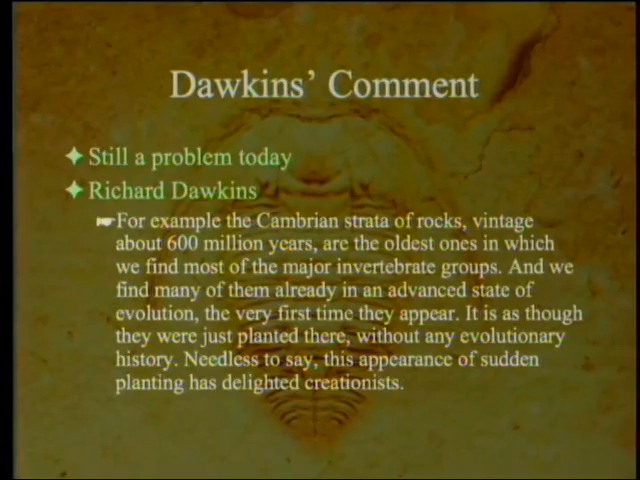 Dawkins' Comment
Still a problem today
Richard Dawkins
For example the Cambrian strata of rocks, vintage
about 600 million years, are the oldest ones in which
we find most of the major invertebrate groups. And we
find many of them already in an advanced state of
evolution, the very first time they appear. It is as though
they were just planted there, without any evolutionary
history. Needless to say, this appearance of sudden
planting has delighted creationists.